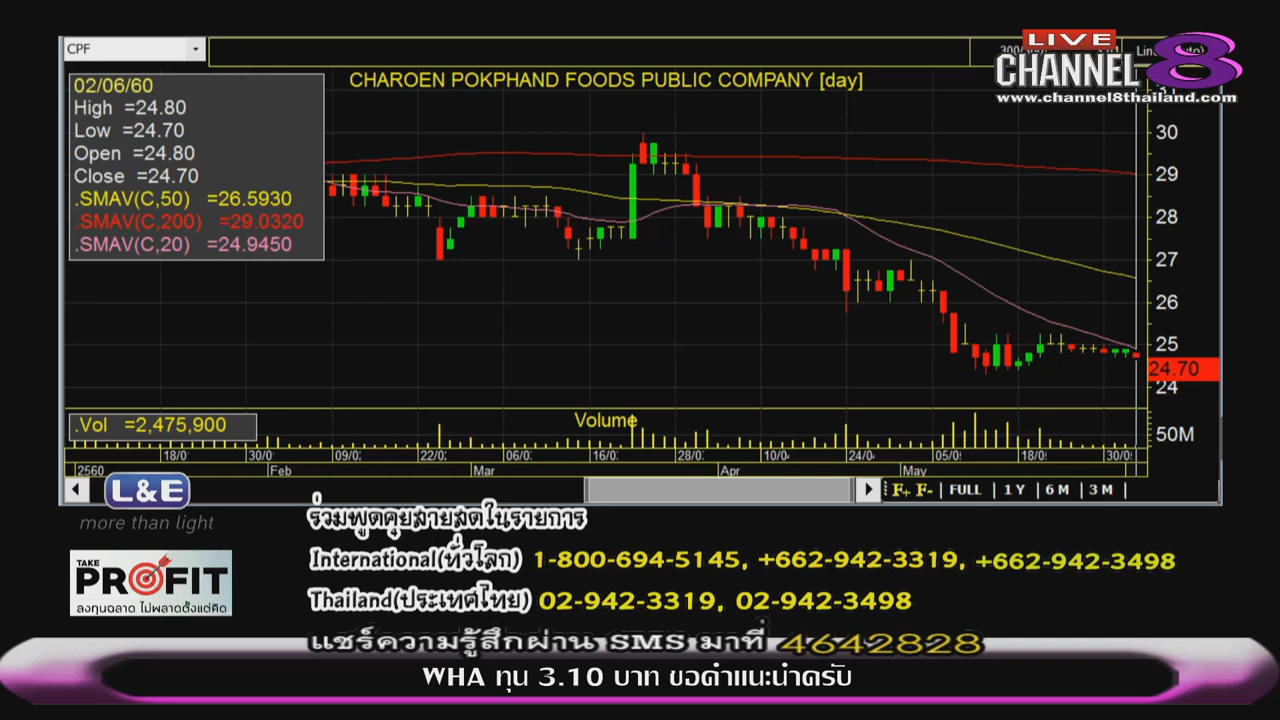 CPF
LIVE
CHANNEL 8
www.channel8thailand.com
CHAROEN POKPHAND FOODS PUBLIC COMPANY [day]
02/06/60
High =24.80
Low =24.70
Open =24.80
Close =24.70
.SMAV(C,50) =26.5930
.SMAV(C,200) =29.0320
.SMAV(C,20) =24.9450
30
29
28
27
26
25
24.70
24
.Vol =2,475,900
Volume
50M
18/0 30/0 09/0 22/0 06/0 16/0 28/0 10/0 24/0 05/0 18/0 30/0
2560 Feb Mar Apr May
F+ F- | FULL | 1 Y | 6 M | 3 M |
L&E
more than light
TAKE
PROFIT
ลงทุนฉลาด ไม่พลาดตั้งแต่คิด
ร่วมพูดคุยสายสดในรายการ
International(ทั่วโลก) 1-800-694-5145, +662-942-3319, +662-942-3498
Thailand(ประเทศไทย) 02-942-3319, 02-942-3498
แชร์ความรู้สึกผ่าน SMS มาที่ 4642828
WHA ทุน 3.10 บาท ขอคำแนะนำครับ